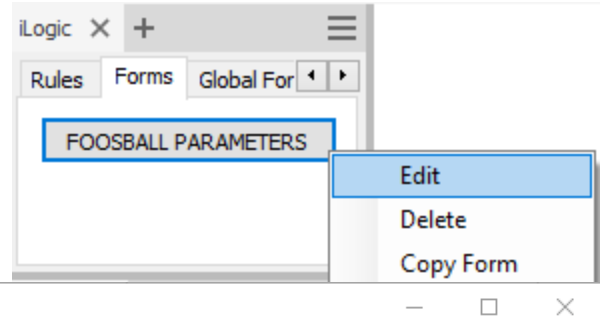 iLogic
Rules Forms Global For
FOOSBALL PARAMETERS
Edit
Delete
Copy Form